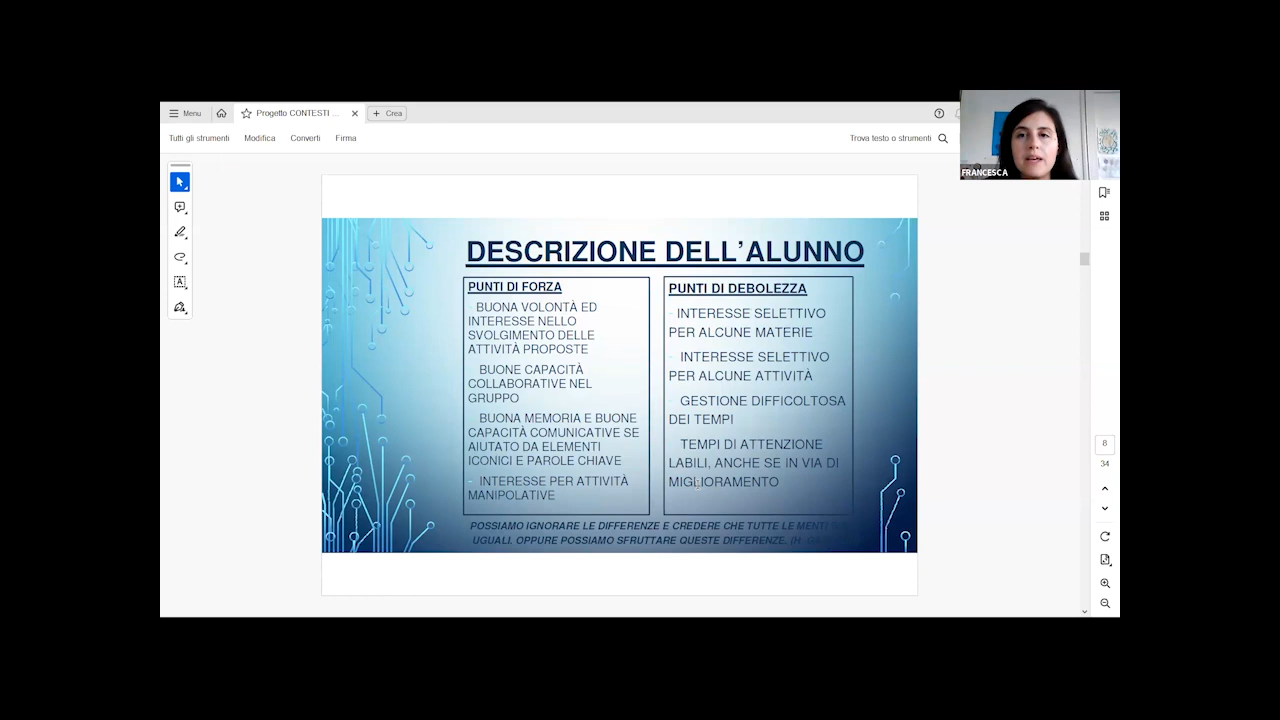 Menu
Progetto CONTESTI ...
Crea
Tutti gli strumenti
Modifica
Converti
Firma
Trova testo o strumenti
FRANCESCA
DESCRIZIONE DELL'ALUNNO
PUNTI DI FORZA
BUONA VOLONTÀ ED
INTERESSE NELLO
SVOLGIMENTO DELLE
ATTIVITÀ PROPOSTE
BUONE CAPACITÀ
COLLABORATIVE NEL
GRUPPO
BUONA MEMORIA E BUONE
CAPACITÀ COMUNICATIVE SE
AIUTATO DA ELEMENTI
ICONICI E PAROLE CHIAVE
- INTERESSE PER ATTIVITÀ
MANIPOLATIVE
PUNTI DI DEBOLEZZA
- INTERESSE SELETTIVO
PER ALCUNE MATERIE
- INTERESSE SELETTIVO
PER ALCUNE ATTIVITÀ
- GESTIONE DIFFICOLTOSA
DEI TEMPI
TEMPI DI ATTENZIONE
LABILI, ANCHE SE IN VIA DI
MIGLIORAMENTO
POSSIAMO IGNORARE LE DIFFERENZE E CREDERE CHE TUTTE LE MENTI
UGUALI. OPPURE POSSIAMO SFRUTTARE QUESTE DIFFERENZE. (H.
8
34